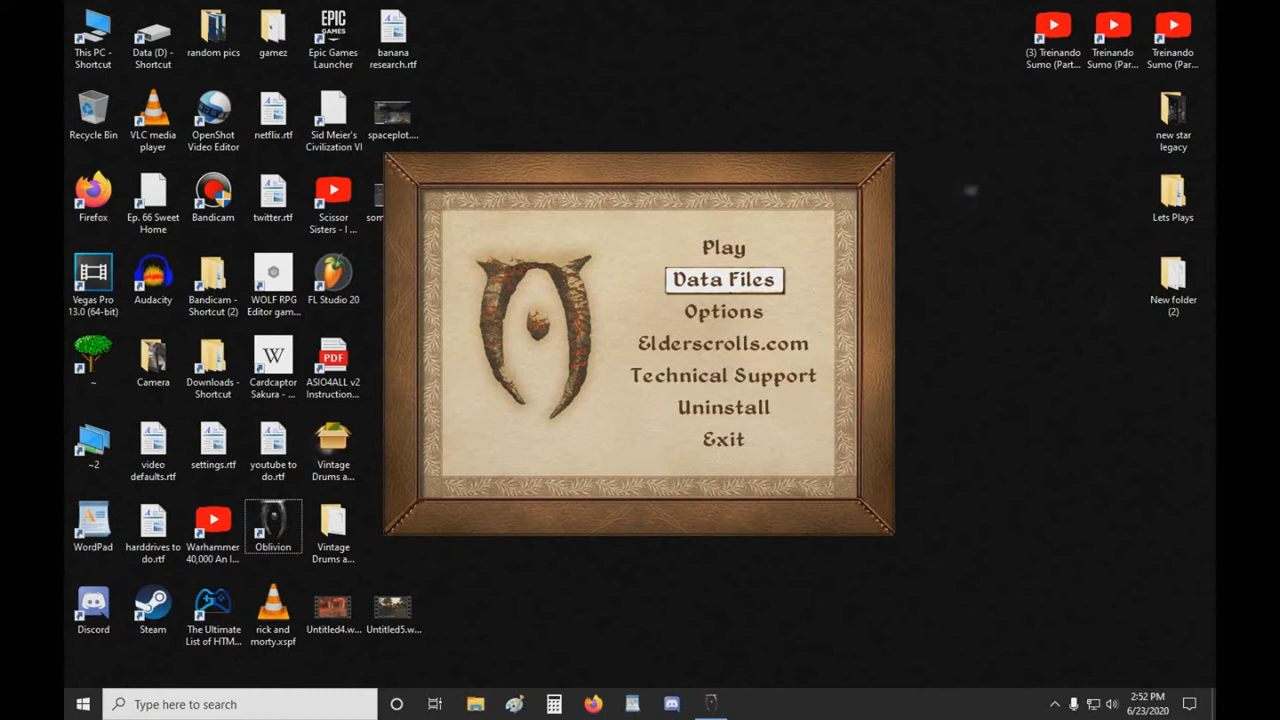 This PC -
Shortcut
Data (D) -
Shortcut
random pics
gamez
EPIC
GAMES
Epic Games
Launcher
banana
research.rtf
(3) Treinando
Sumo (Part...
Treinando
Sumo (Par...
Treinando
Sumo (Par...
Recycle Bin
VLC media
player
OpenShot
Video Editor
netflix.rtf
Sid Meier's
Civilization VI
spaceplot....
new star
legacy
Firefox
Ep. 66 Sweet
Home
Bandicam
twitter.rtf
Scissor
Sisters - I ...
som
Lets Plays
Vegas Pro
13.0 (64-bit)
Audacity
Bandicam -
Shortcut (2)
WOLF RPG
Editor gam...
FL Studio 20
New folder
(2)
~
Camera
Downloads -
Shortcut
W
Cardcaptor
Sakura - ...
PDF
ASIO4ALL v2
Instruction...
~2
video
defaults.rtf
settings.rtf
youtube to
do.rtf
Vintage
Drums a...
WordPad
harddrives to
do.rtf
Warhammer
40,000 An I...
Oblivion
Vintage
Drums a...
Discord
Steam
The Ultimate
List of HTM...
rick and
morty.xspf
Untitled4.w...
Untitled5.w...
Play
Data Files
Options
Elderscrolls.com
Technical Support
Uninstall
Exit
Type here to search
2:52 PM
6/23/2020